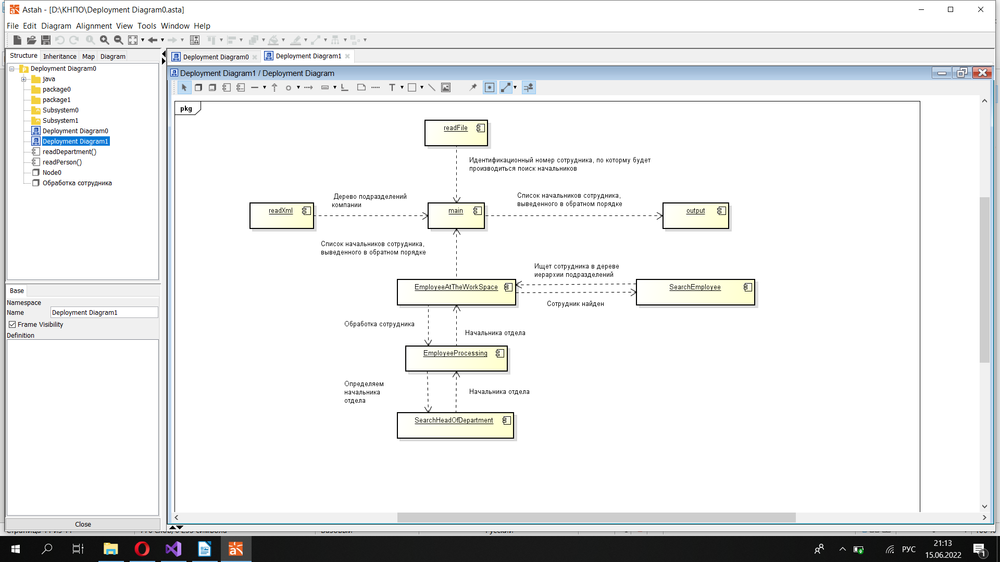 Astah - [D:\КНПО\Deployment Diagram0.asta]
File Edit Diagram Alignment View Tools Window Help
Structure Inheritance Map Diagram
Deployment Diagram0
java
package0
package1
Subsystem0
Subsystem1
Deployment Diagram0
Deployment Diagram1
readDepartment()
readPerson()
Node0
Обработка сотрудника
Base
Namespace
Name Deployment Diagram1
Frame Visibility
Definition
Close
Deployment Diagram0 Deployment Diagram1
Deployment Diagram1 / Deployment Diagram
pkg
readFile
Идентификационный номер сотрудника, по которму будет
производиться поиск начальников
Дерево подразделений
компании
Список начальников сотрудника,
выведенного в обратном порядке
readXml
main
output
Список начальников сотрудника,
выведенного в обратном порядке
Ищет сотрудника в дереве
иерархии подразделений
EmployeeAtTheWorkSpace
SearchEmployee
Сотрудник найден
Обработка сотрудника
Начальника отдела
EmployeeProcessing
Определяем
начальника
отдела
Начальника отдела
SearchHeadOfDepartment
РУС
21:13
15.06.2022
1